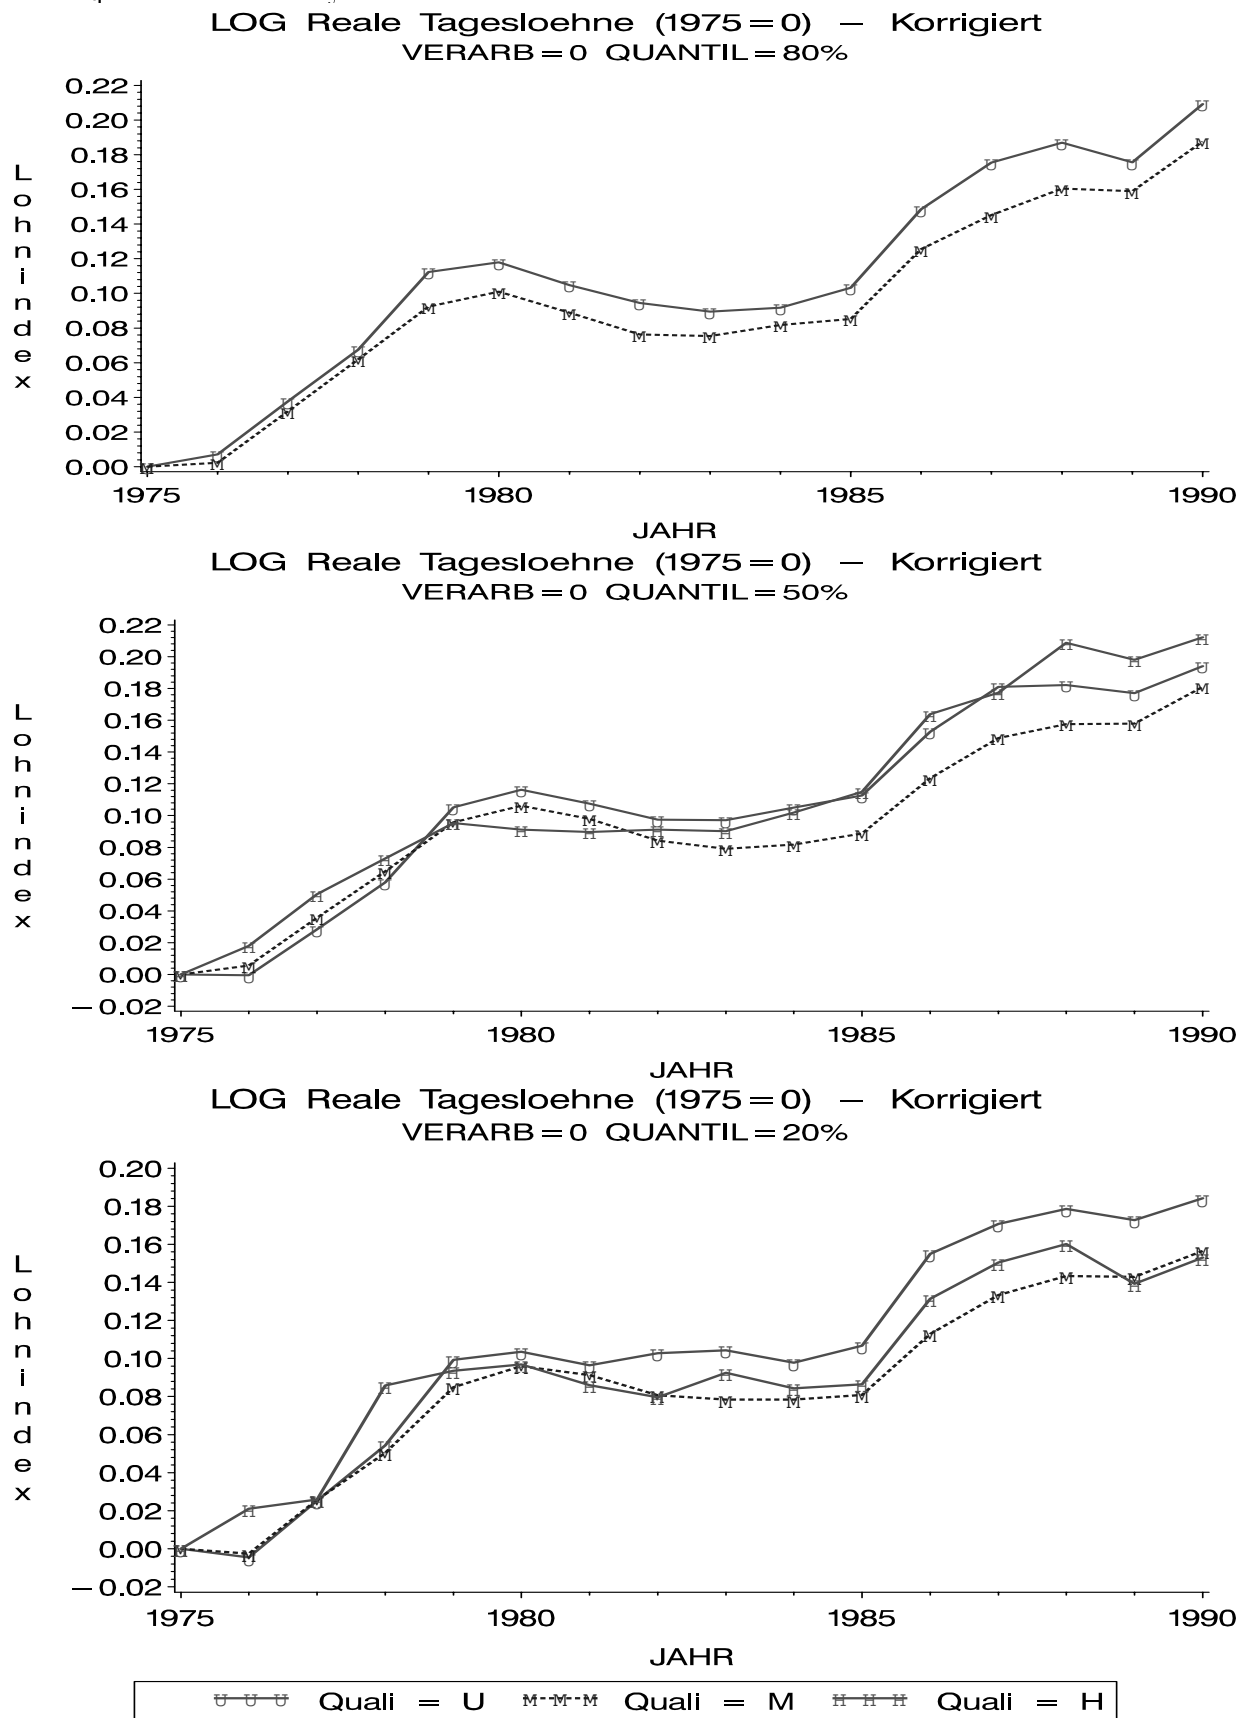 LOG Reale Tagesloehne (1975=0) − Korrigiert
VERARB=0 QUANTIL=80%
Lohnindex
0.22
0.20
0.18
0.16
0.14
0.12
0.10
0.08
0.06
0.04
0.02
0.00
1975 1980 1985 1990
JAHR
LOG Reale Tagesloehne (1975=0) − Korrigiert
VERARB=0 QUANTIL=50%
Lohnindex
0.22
0.20
0.18
0.16
0.14
0.12
0.10
0.08
0.06
0.04
0.02
0.00
−0.02
1975 1980 1985 1990
JAHR
LOG Reale Tagesloehne (1975=0) − Korrigiert
VERARB=0 QUANTIL=20%
Lohnindex
0.20
0.18
0.16
0.14
0.12
0.10
0.08
0.06
0.04
0.02
0.00
−0.02
1975 1980 1985 1990
JAHR
U U U Quali = U M M M Quali = M H H H Quali = H